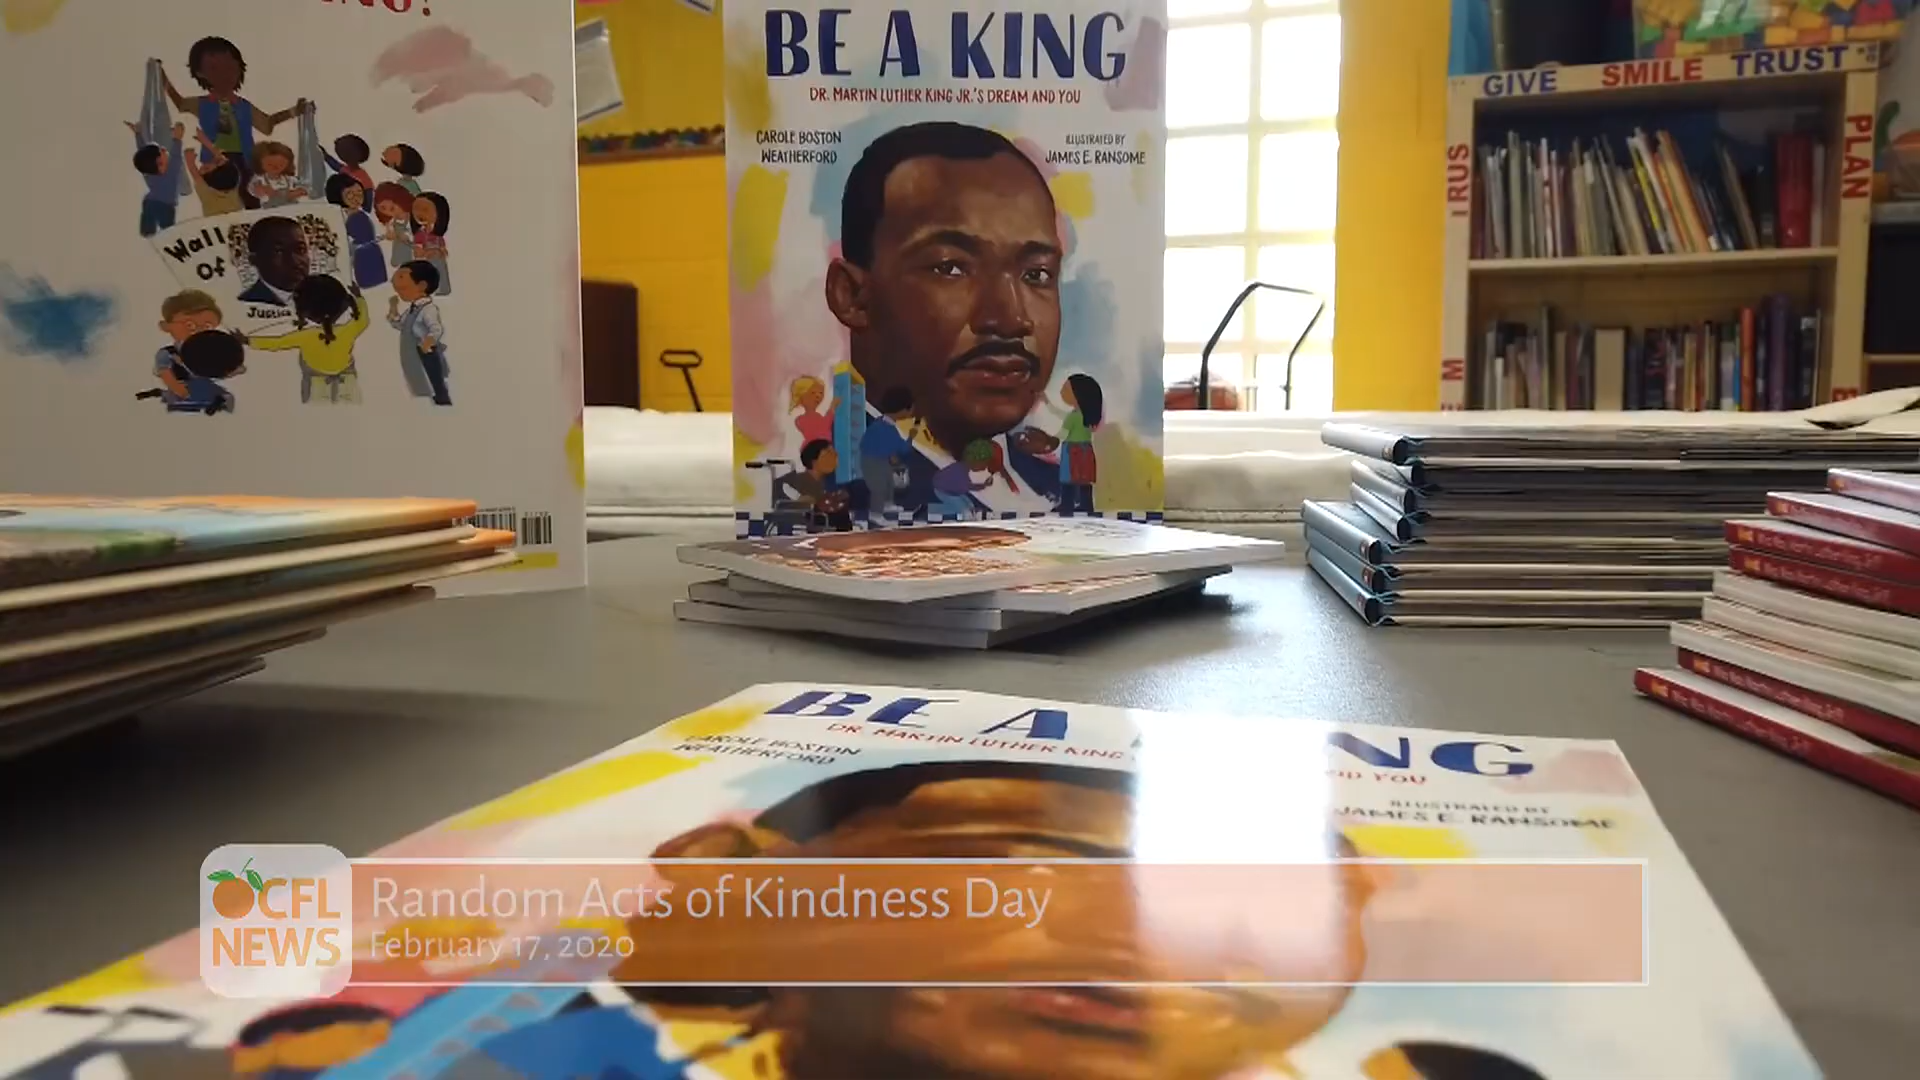 BE A KING
DR. MARTIN LUTHER KING JR.'S DREAM AND YOU
CAROLE BOSTON
WEATHERFORD
ILLUSTRATED BY
JAMES E. RANSOME
Wall
Of
Justice
GIVE SMILE TRUST
PLAN
TRUS
BE A
NG
DR. MARTIN LUTHER KING
YOU
CAROLE BOSTON
WEATHERFORD
ILLUSTRATED BY
JAMES E. RANSOME
OCFL
NEWS
Random Acts of Kindness Day
February 17, 2020